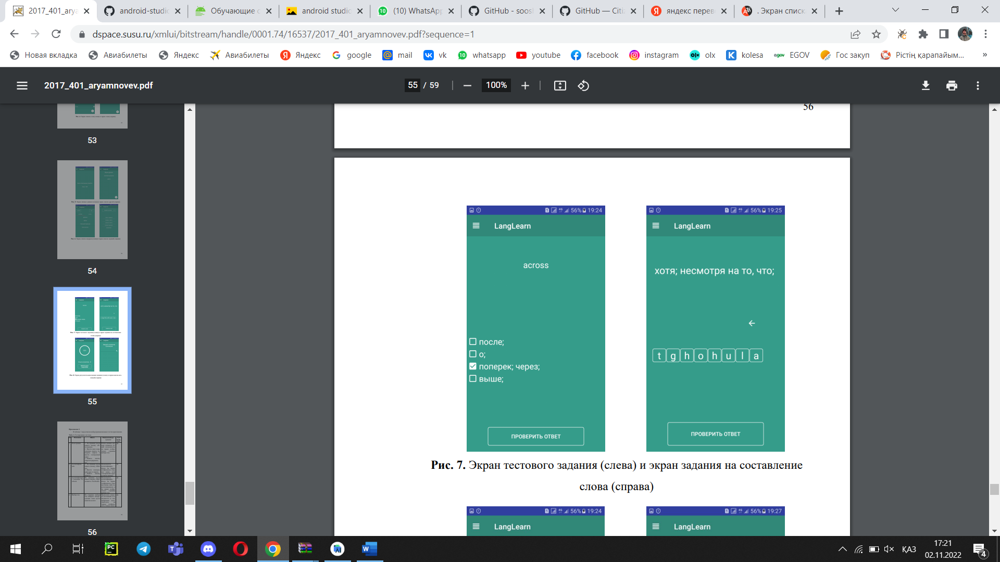 2017_401_arya
android-studio
Обучающие с
android studio
(10) WhatsApp
GitHub - soosl
GitHub — Citi
яндекс перев
. Экран списк
dspace.susu.ru/xmlui/bitstream/handle/0001.74/16537/2017_401_aryamnovev.pdf?sequence=1
Новая вкладка
Авиабилеты
Яндекс
Авиабилеты
Яндекс
google
mail
vk
whatsapp
youtube
facebook
instagram
olx
kolesa
EGOV
Гос закуп
Рістің қарапайым...
2017_401_aryamnovev.pdf
55 / 59
100%
53
54
55
56
56
56% 19:24
LangLearn
across
после;
о;
поперек; через;
выше;
ПРОВЕРИТЬ ОТВЕТ
56% 19:25
LangLearn
хотя; несмотря на то, что;
t g h o h u l a
ПРОВЕРИТЬ ОТВЕТ
Рис. 7. Экран тестового задания (слева) и экран задания на составление
слова (справа)
56% 19:24
LangLearn
56% 19:27
LangLearn
ҚАЗ
17:21
02.11.2022
4